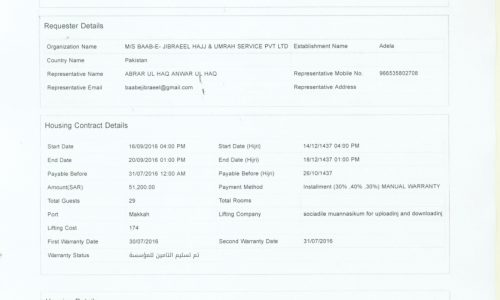 Requester Details
Organization Name M/S BAAB-E- JIBRAEEL HAJJ & UMRAH SERVICE PVT LTD Establishment Name Adela
Country Name Pakistan
Representative Name ABRAR UL HAQ ANWAR UL HAQ Representative Mobile No. 966535802708
Representative Email baabejibraeel@gmail.com Representative Address
Housing Contract Details
Start Date 16/09/2016 04:00 PM Start Date (Hijri) 14/12/1437 04:00 PM
End Date 20/09/2016 01:00 PM End Date (Hijri) 18/12/1437 01:00 PM
Payable Before 31/07/2016 12:00 AM Payable Before (Hijri) 26/10/1437
Amount(SAR) 51,200.00 Payment Method Installment (30% ,40% ,30%) MANUAL WARRANTY
Total Guests 29 Total Rooms
Port Makkah Lifting Company sociadile muannasikum for uploadinj and downloadinj
Lifting Cost 174
First Warranty Date 30/07/2016 Second Warranty Date 31/07/2016
Warranty Status تم تسليم التامين للمؤسسة